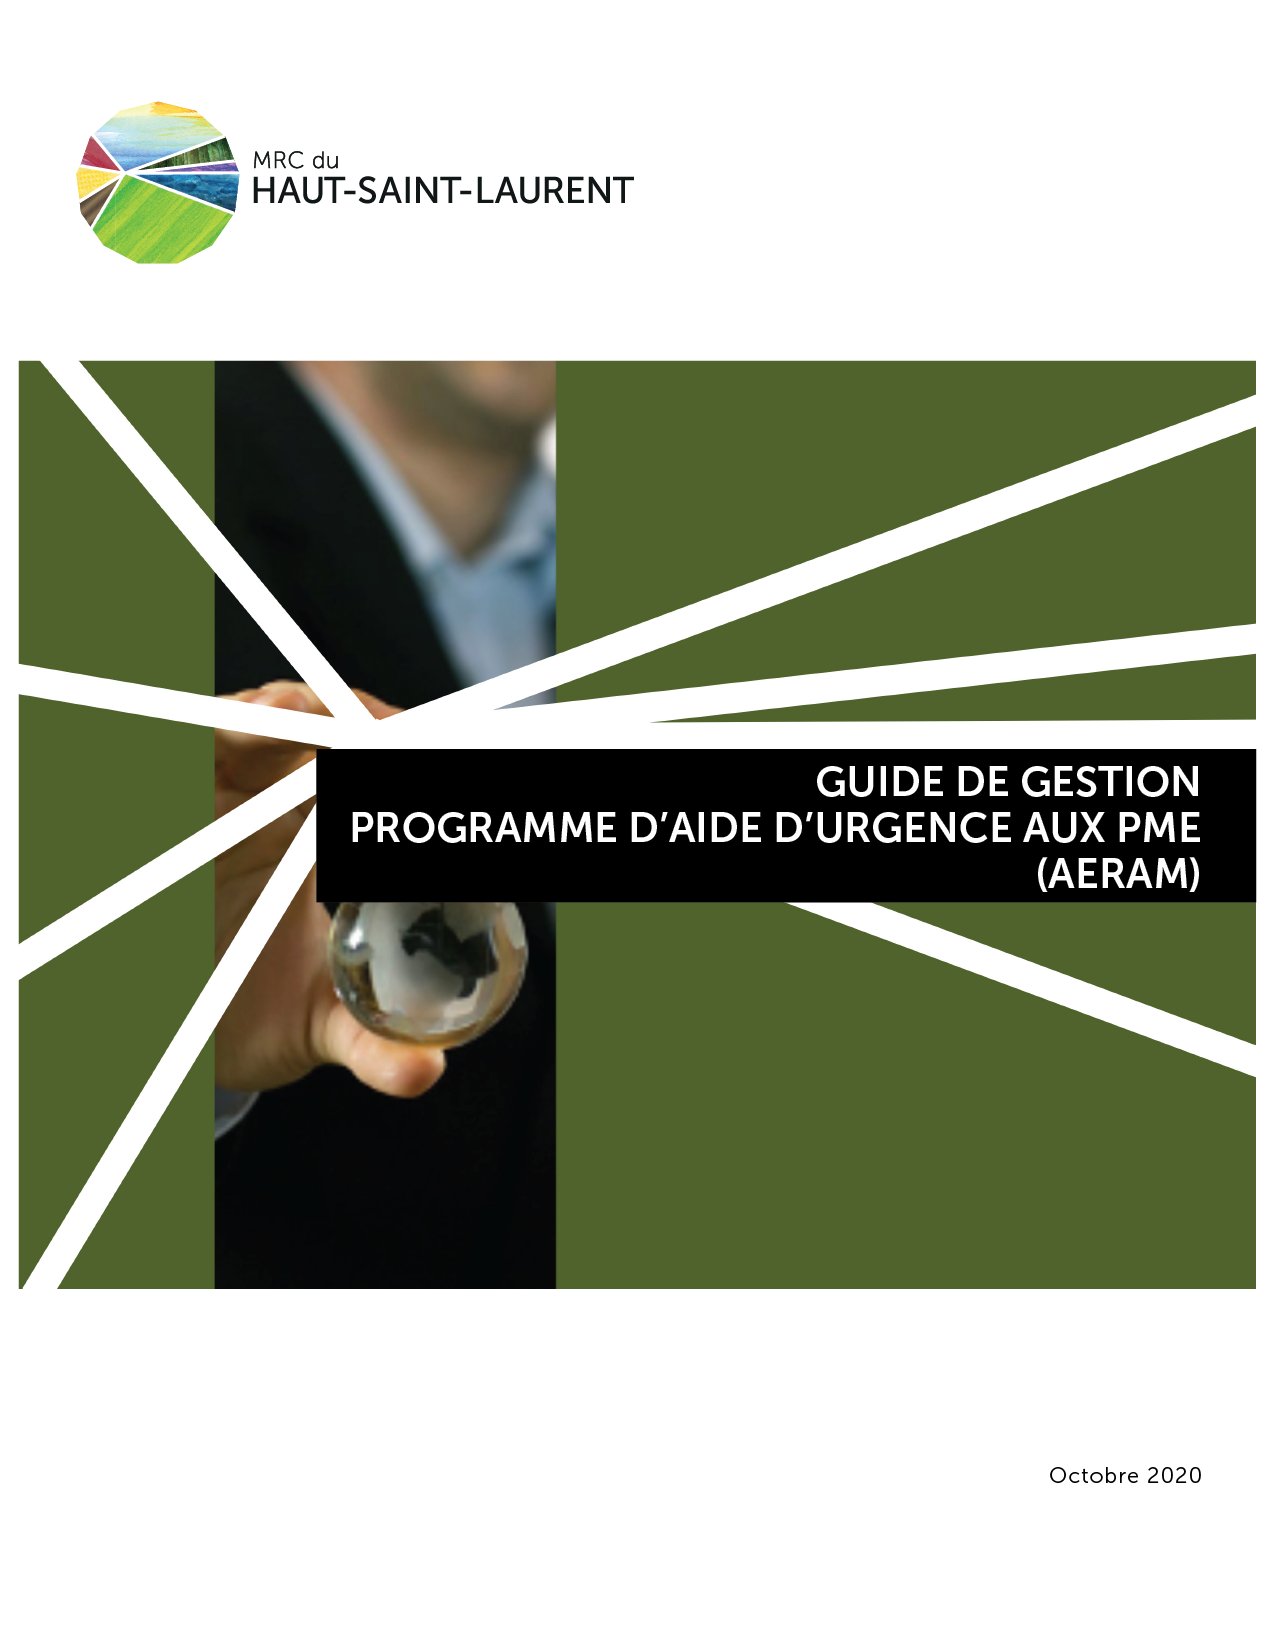 MRC du
HAUT-SAINT-LAURENT
GUIDE DE GESTION
PROGRAMME D’AIDE D’URGENCE AUX PME
(AERAM)
Octobre 2020